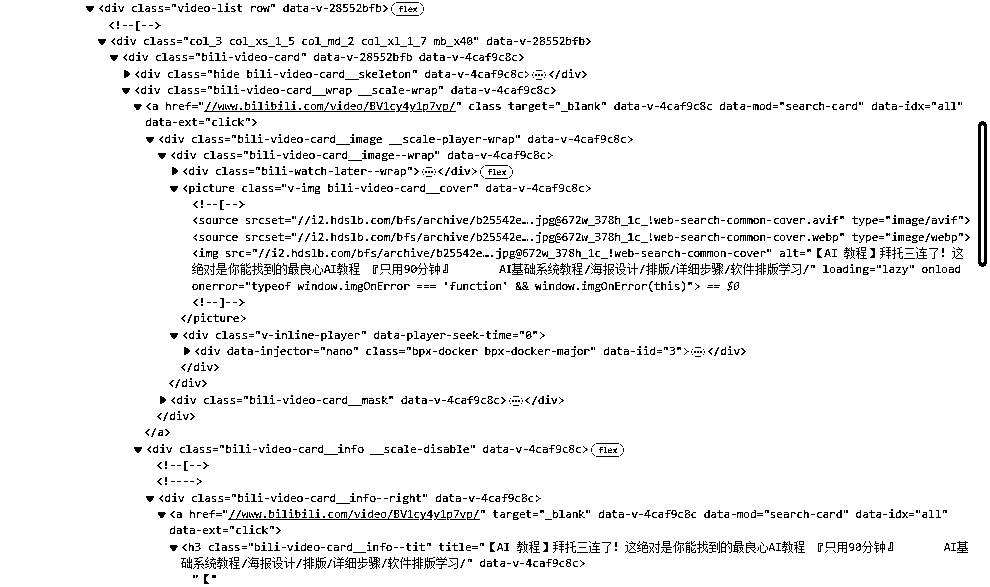 ▼<div class="video-list row" data-v-28552bfb> flex
<!--[-->
▼<div class="col_3 col_xs_1_5 col_md_2 col_xl_1_7 mb_x40" data-v-28552bfb>
▼<div class="bili-video-card" data-v-28552bfb data-v-4caf9c8c>
▶<div class="hide bili-video-card__skeleton" data-v-4caf9c8c>…</div>
▼<div class="bili-video-card__wrap __scale-wrap" data-v-4caf9c8c>
▼<a href="//www.bilibili.com/video/BV1cy4y1p7vp/" class target="_blank" data-v-4caf9c8c data-mod="search-card" data-idx="all"
data-ext="click">
▼<div class="bili-video-card__image __scale-player-wrap" data-v-4caf9c8c>
▼<div class="bili-video-card__image--wrap" data-v-4caf9c8c>
▶<div class="bili-watch-later--wrap">…</div> flex
▼<picture class="v-img bili-video-card__cover" data-v-4caf9c8c>
<!--[-->
<source srcset="//i2.hdslb.com/bfs/archive/b25542e….jpg@672w_378h_1c_!web-search-common-cover.avif" type="image/avif">
<source srcset="//i2.hdslb.com/bfs/archive/b25542e….jpg@672w_378h_1c_!web-search-common-cover.webp" type="image/webp">
<img src="//i2.hdslb.com/bfs/archive/b25542e….jpg@672w_378h_1c_!web-search-common-cover" alt="【AI 教程】拜托三连了！这
绝对是你能找到的最良心AI教程 『只用90分钟』 AI基础系统教程/海报设计/排版/详细步骤/软件排版学习/" loading="lazy" onload
onerror="typeof window.imgOnError === 'function' && window.imgOnError(this)"> == $0
<!--]-->
</picture>
▼<div class="v-inline-player" data-player-seek-time="0">
▶<div data-injector="nano" class="bpx-docker bpx-docker-major" data-iid="3">…</div>
</div>
</div>
▶<div class="bili-video-card__mask" data-v-4caf9c8c>…</div>
</div>
</a>
▼<div class="bili-video-card__info __scale-disable" data-v-4caf9c8c> flex
<!--[-->
<!---->
▼<div class="bili-video-card__info--right" data-v-4caf9c8c>
▼<a href="//www.bilibili.com/video/BV1cy4y1p7vp/" target="_blank" data-v-4caf9c8c data-mod="search-card" data-idx="all"
data-ext="click">
▼<h3 class="bili-video-card__info--tit" title="【AI 教程】拜托三连了！这绝对是你能找到的最良心AI教程 『只用90分钟』 AI基
础系统教程/海报设计/排版/详细步骤/软件排版学习/" data-v-4caf9c8c>
"【"